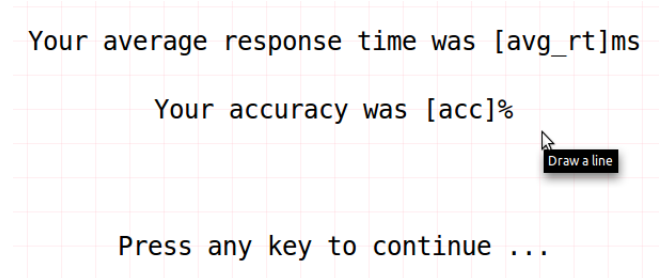 Your average response time was [avg_rt]ms
Your accuracy was [acc]%
Draw a line
Press any key to continue ...